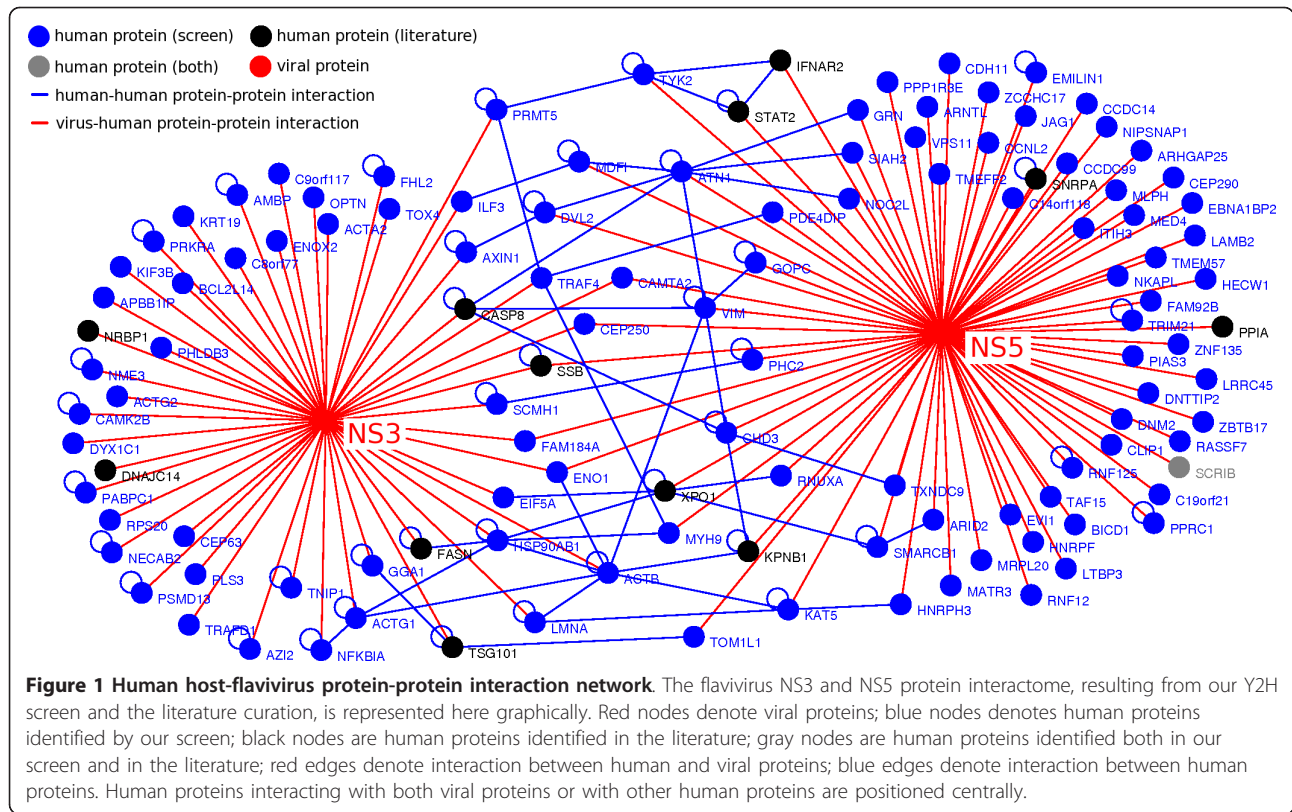 human protein (screen)
human protein (literature)
human protein (both)
viral protein
human-human protein-protein interaction
virus-human protein-protein interaction
TYK2
IFNAR2
CDH11
EMILIN1
PRMT5
STAT2
PPP1R3E
ZCCHC17
CCDC14
GRN
ARNTL
JAG1
NIPSNAP1
VPS11
CCNL2
SIAH2
ARHGAP25
MDFI
ATN1
TMEFF2
CCDC99
SNRPA
CEP290
C9orf117
FHL2
AMBP
OPTN
TOX4
ILF3
DVL2
PDE4DIP
NOC2L
C14orf118
MLPH
EBNA1BP2
KRT19
ACTA2
ITIH3
MED4
LAMB2
PRKRA
ENOX2
C8orf77
AXIN1
TRAF4
CAMTA2
GOPC
TMEM57
KIF3B
BCL2L14
NKAPL
HECW1
APBB1IP
CASP8
VIM
FAM92B
NRBP1
CEP250
TRIM21
PPIA
PHLDB3
NS5
ZNF135
NME3
SSB
PHC2
PIAS3
LRRC45
ACTG2
SCMH1
DNTTIP2
CAMK2B
NS3
CHD3
DNM2
ZBTB17
DYX1C1
FAM184A
CLIP1
RASSF7
DNAJC14
ENO1
RNUXA
RNF125
SCRIB
PABPC1
EIF5A
XPO1
TXNDC9
TAF15
C19orf21
RPS20
CEP63
HSP90AB1
MYH9
ARID2
EVI1
BICD1
PPRC1
NECAB2
FASN
KPNB1
SMARCB1
HNRPF
PLS3
GGA1
ACTB
MRPL20
LTBP3
PSMD13
TNIP1
MATR3
RNF12
TRAFD1
ACTG1
LMNA
KAT5
HNRPH3
AZI2
NFKBIA
TSG101
TOM1L1
Figure 1 Human host-flavivirus protein-protein interaction network. The flavivirus NS3 and NS5 protein interactome, resulting from our Y2H
screen and the literature curation, is represented here graphically. Red nodes denote viral proteins; blue nodes denotes human proteins
identified by our screen; black nodes are human proteins identified in the literature; gray nodes are human proteins identified both in our
screen and in the literature; red edges denote interaction between human and viral proteins; blue edges denote interaction between human
proteins. Human proteins interacting with both viral proteins or with other human proteins are positioned centrally.